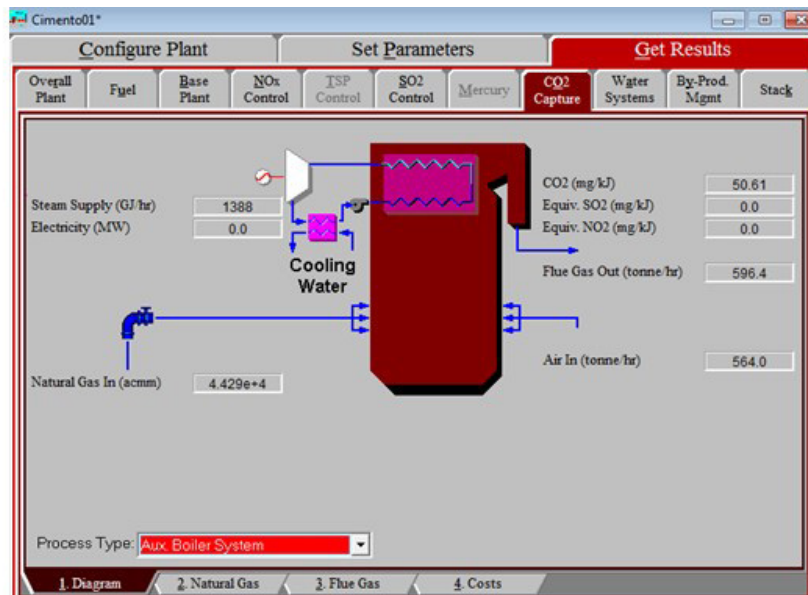 Cimento01*
Configure Plant
Set Parameters
Get Results
Overall Plant
Fuel
Base Plant
NOx Control
TSP Control
SO2 Control
Mercury
CO2 Capture
Water Systems
By-Prod. Mgmt
Stack
Steam Supply (GJ/hr) 1388
Electricity (MW) 0.0
Cooling
Water
CO2 (mg/kJ) 50.61
Equiv. SO2 (mg/kJ) 0.0
Equiv. NO2 (mg/kJ) 0.0
Flue Gas Out (tonne/hr) 596.4
Air In (tonne/hr) 564.0
Natural Gas In (acmm) 4.429e+4
Process Type: Aux. Boiler System
1. Diagram
2. Natural Gas
3. Flue Gas
4. Costs